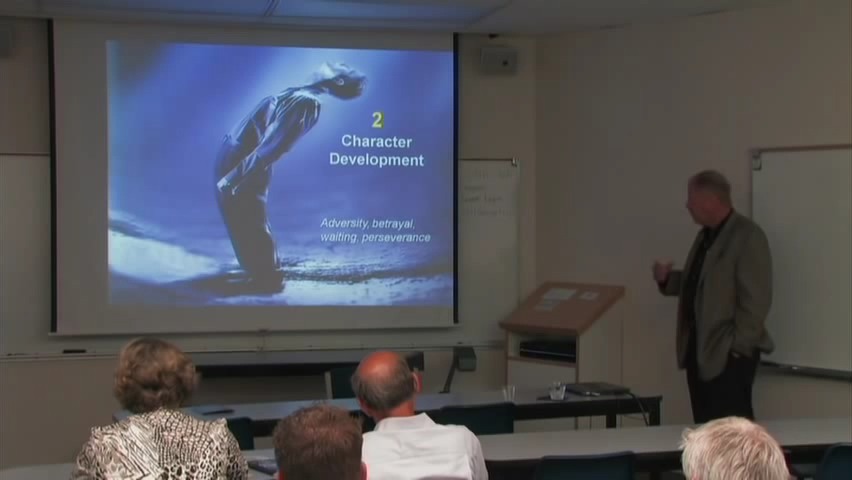 2
Character
Development
Adversity, betrayal,
waiting, perseverance